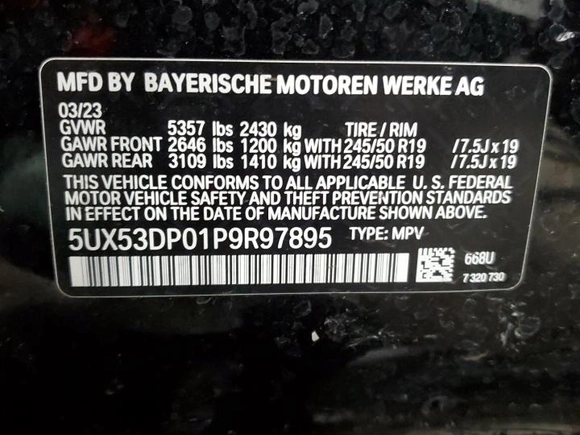 MFD BY BAYERISCHE MOTOREN WERKE AG
03/23
GVWR 5357 lbs 2430 kg TIRE / RIM
GAWR FRONT 2646 lbs 1200 kg WITH 245/50 R19 /7.5J x 19
GAWR REAR 3109 lbs 1410 kg WITH 245/50 R19 /7.5J x 19
THIS VEHICLE CONFORMS TO ALL APPLICABLE U. S. FEDERAL
MOTOR VEHICLE SAFETY AND THEFT PREVENTION STANDARDS
IN EFFECT ON THE DATE OF MANUFACTURE SHOWN ABOVE.
5UX53DP01P9R97895 TYPE: MPV
668U
7 320 730